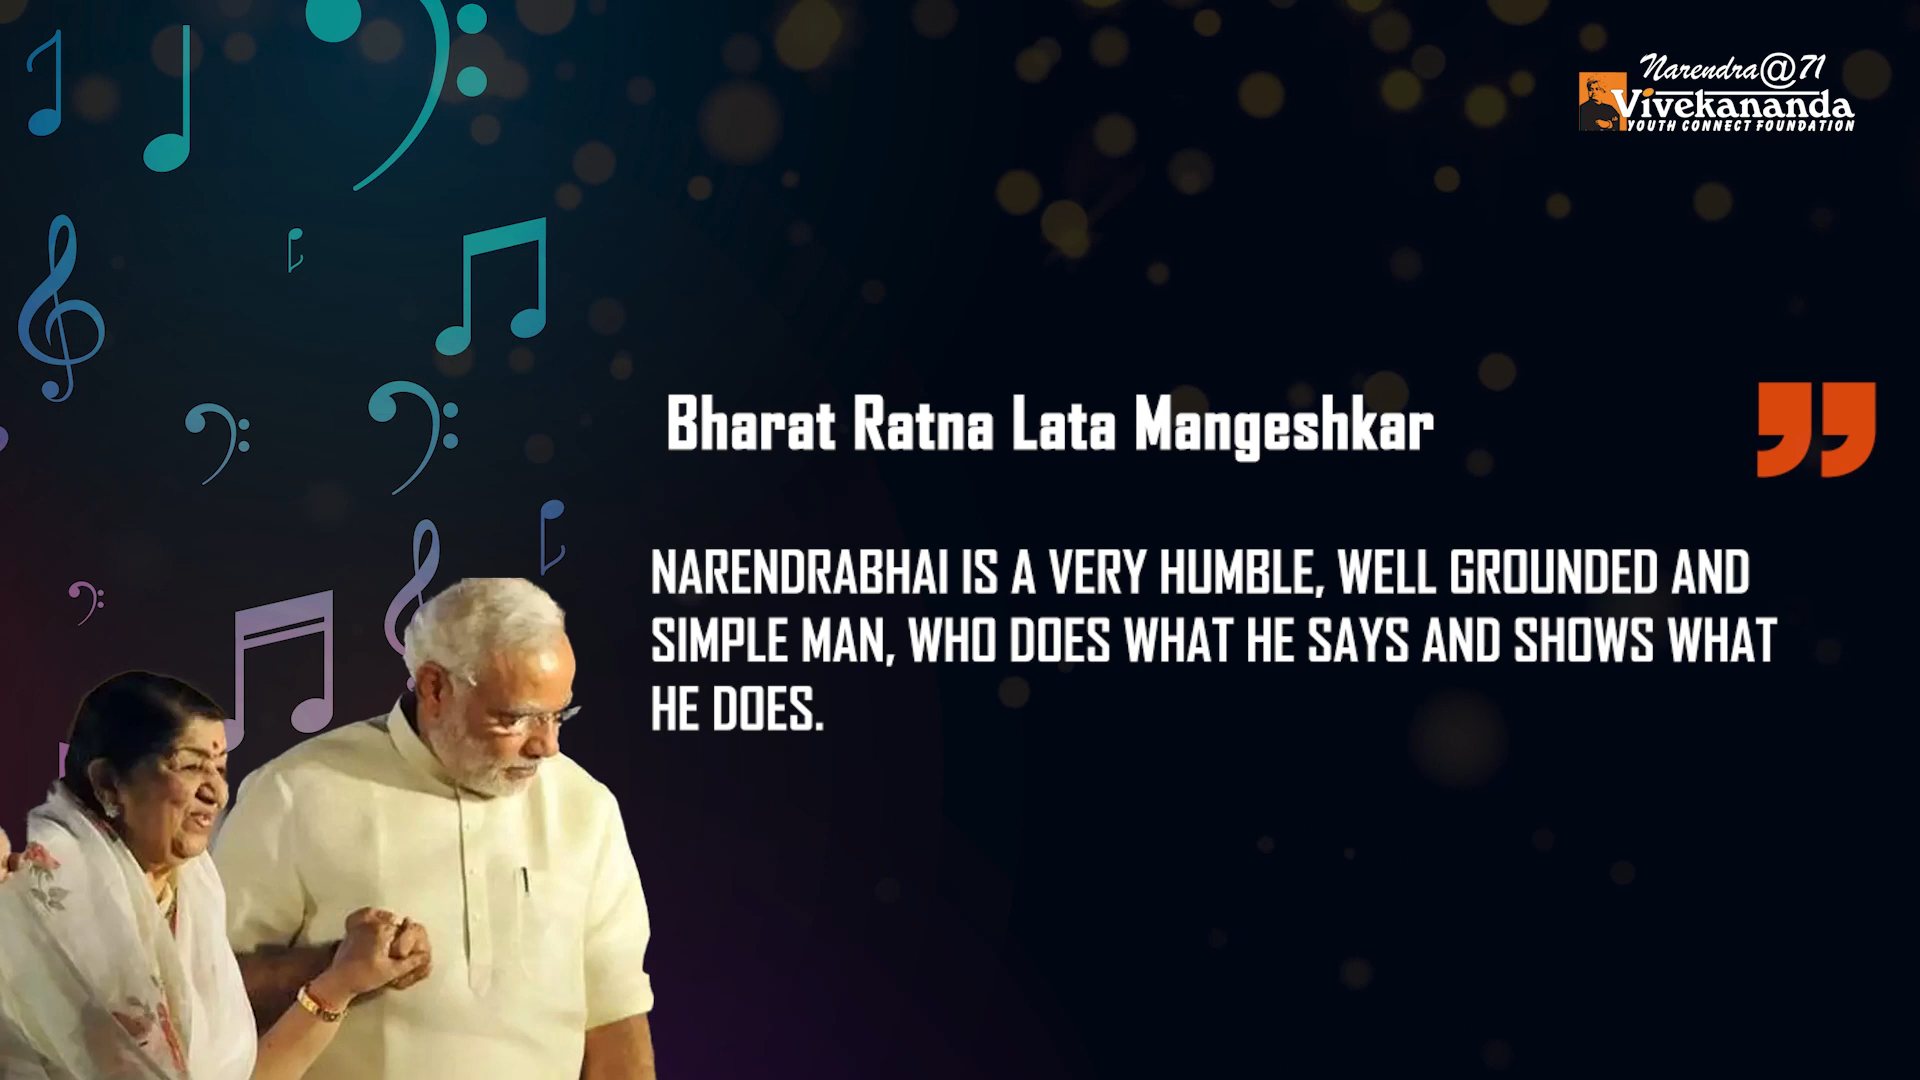 Narendra@71
Vivekananda
YOUTH CONNECT FOUNDATION
Bharat Ratna Lata Mangeshkar
NARENDRABHAI IS A VERY HUMBLE, WELL GROUNDED AND
SIMPLE MAN, WHO DOES WHAT HE SAYS AND SHOWS WHAT
HE DOES.